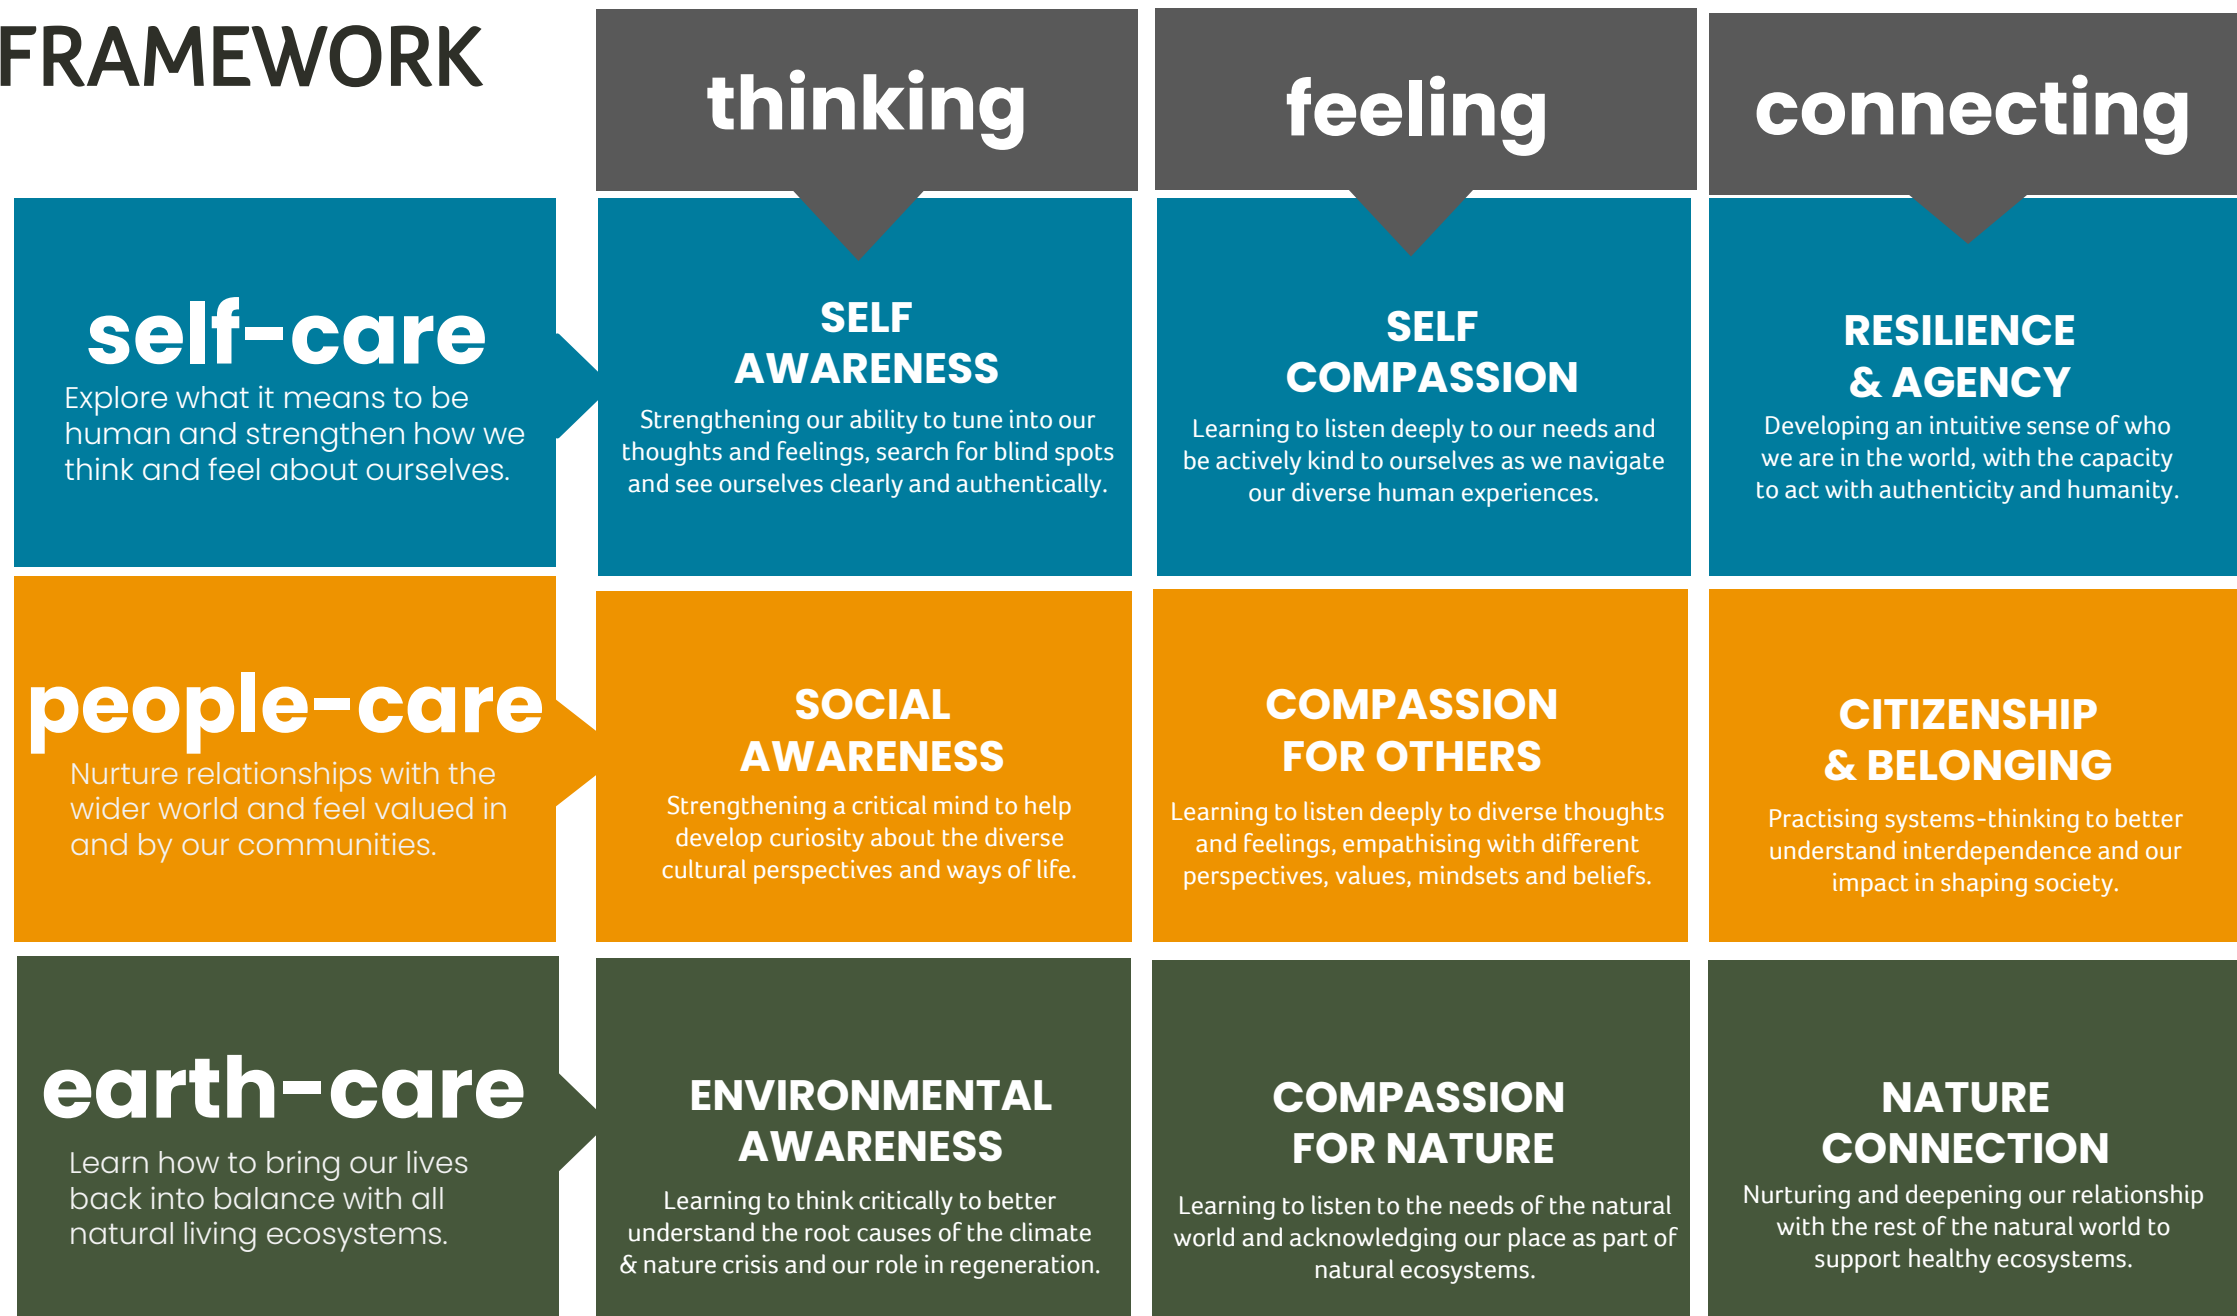 FRAMEWORK
thinking
feeling
connecting
self-care
Explore what it means to be
human and strengthen how we
think and feel about ourselves.
SELF
AWARENESS
Strengthening our ability to tune into our
thoughts and feelings, search for blind spots
and see ourselves clearly and authentically.
SELF
COMPASSION
Learning to listen deeply to our needs and
be actively kind to ourselves as we navigate
our diverse human experiences.
RESILIENCE
& AGENCY
Developing an intuitive sense of who
we are in the world, with the capacity
to act with authenticity and humanity.
people-care
Nurture relationships with the
wider world and feel valued in
and by our communities.
SOCIAL
AWARENESS
Strengthening a critical mind to help
develop curiosity about the diverse
cultural perspectives and ways of life.
COMPASSION
FOR OTHERS
Learning to listen deeply to diverse thoughts
and feelings, empathising with different
perspectives, values, mindsets and beliefs.
CITIZENSHIP
& BELONGING
Practising systems-thinking to better
understand interdependence and our
impact in shaping society.
earth-care
Learn how to bring our lives
back into balance with all
natural living ecosystems.
ENVIRONMENTAL
AWARENESS
Learning to think critically to better
understand the root causes of the climate
& nature crisis and our role in regeneration.
COMPASSION
FOR NATURE
Learning to listen to the needs of the natural
world and acknowledging our place as part of
natural ecosystems.
NATURE
CONNECTION
Nurturing and deepening our relationship
with the rest of the natural world to
support healthy ecosystems.